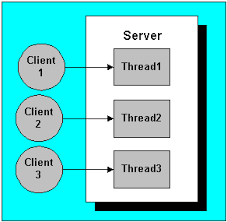 Server
Client
1
Thread1
Client
2
Thread2
Client
3
Thread3